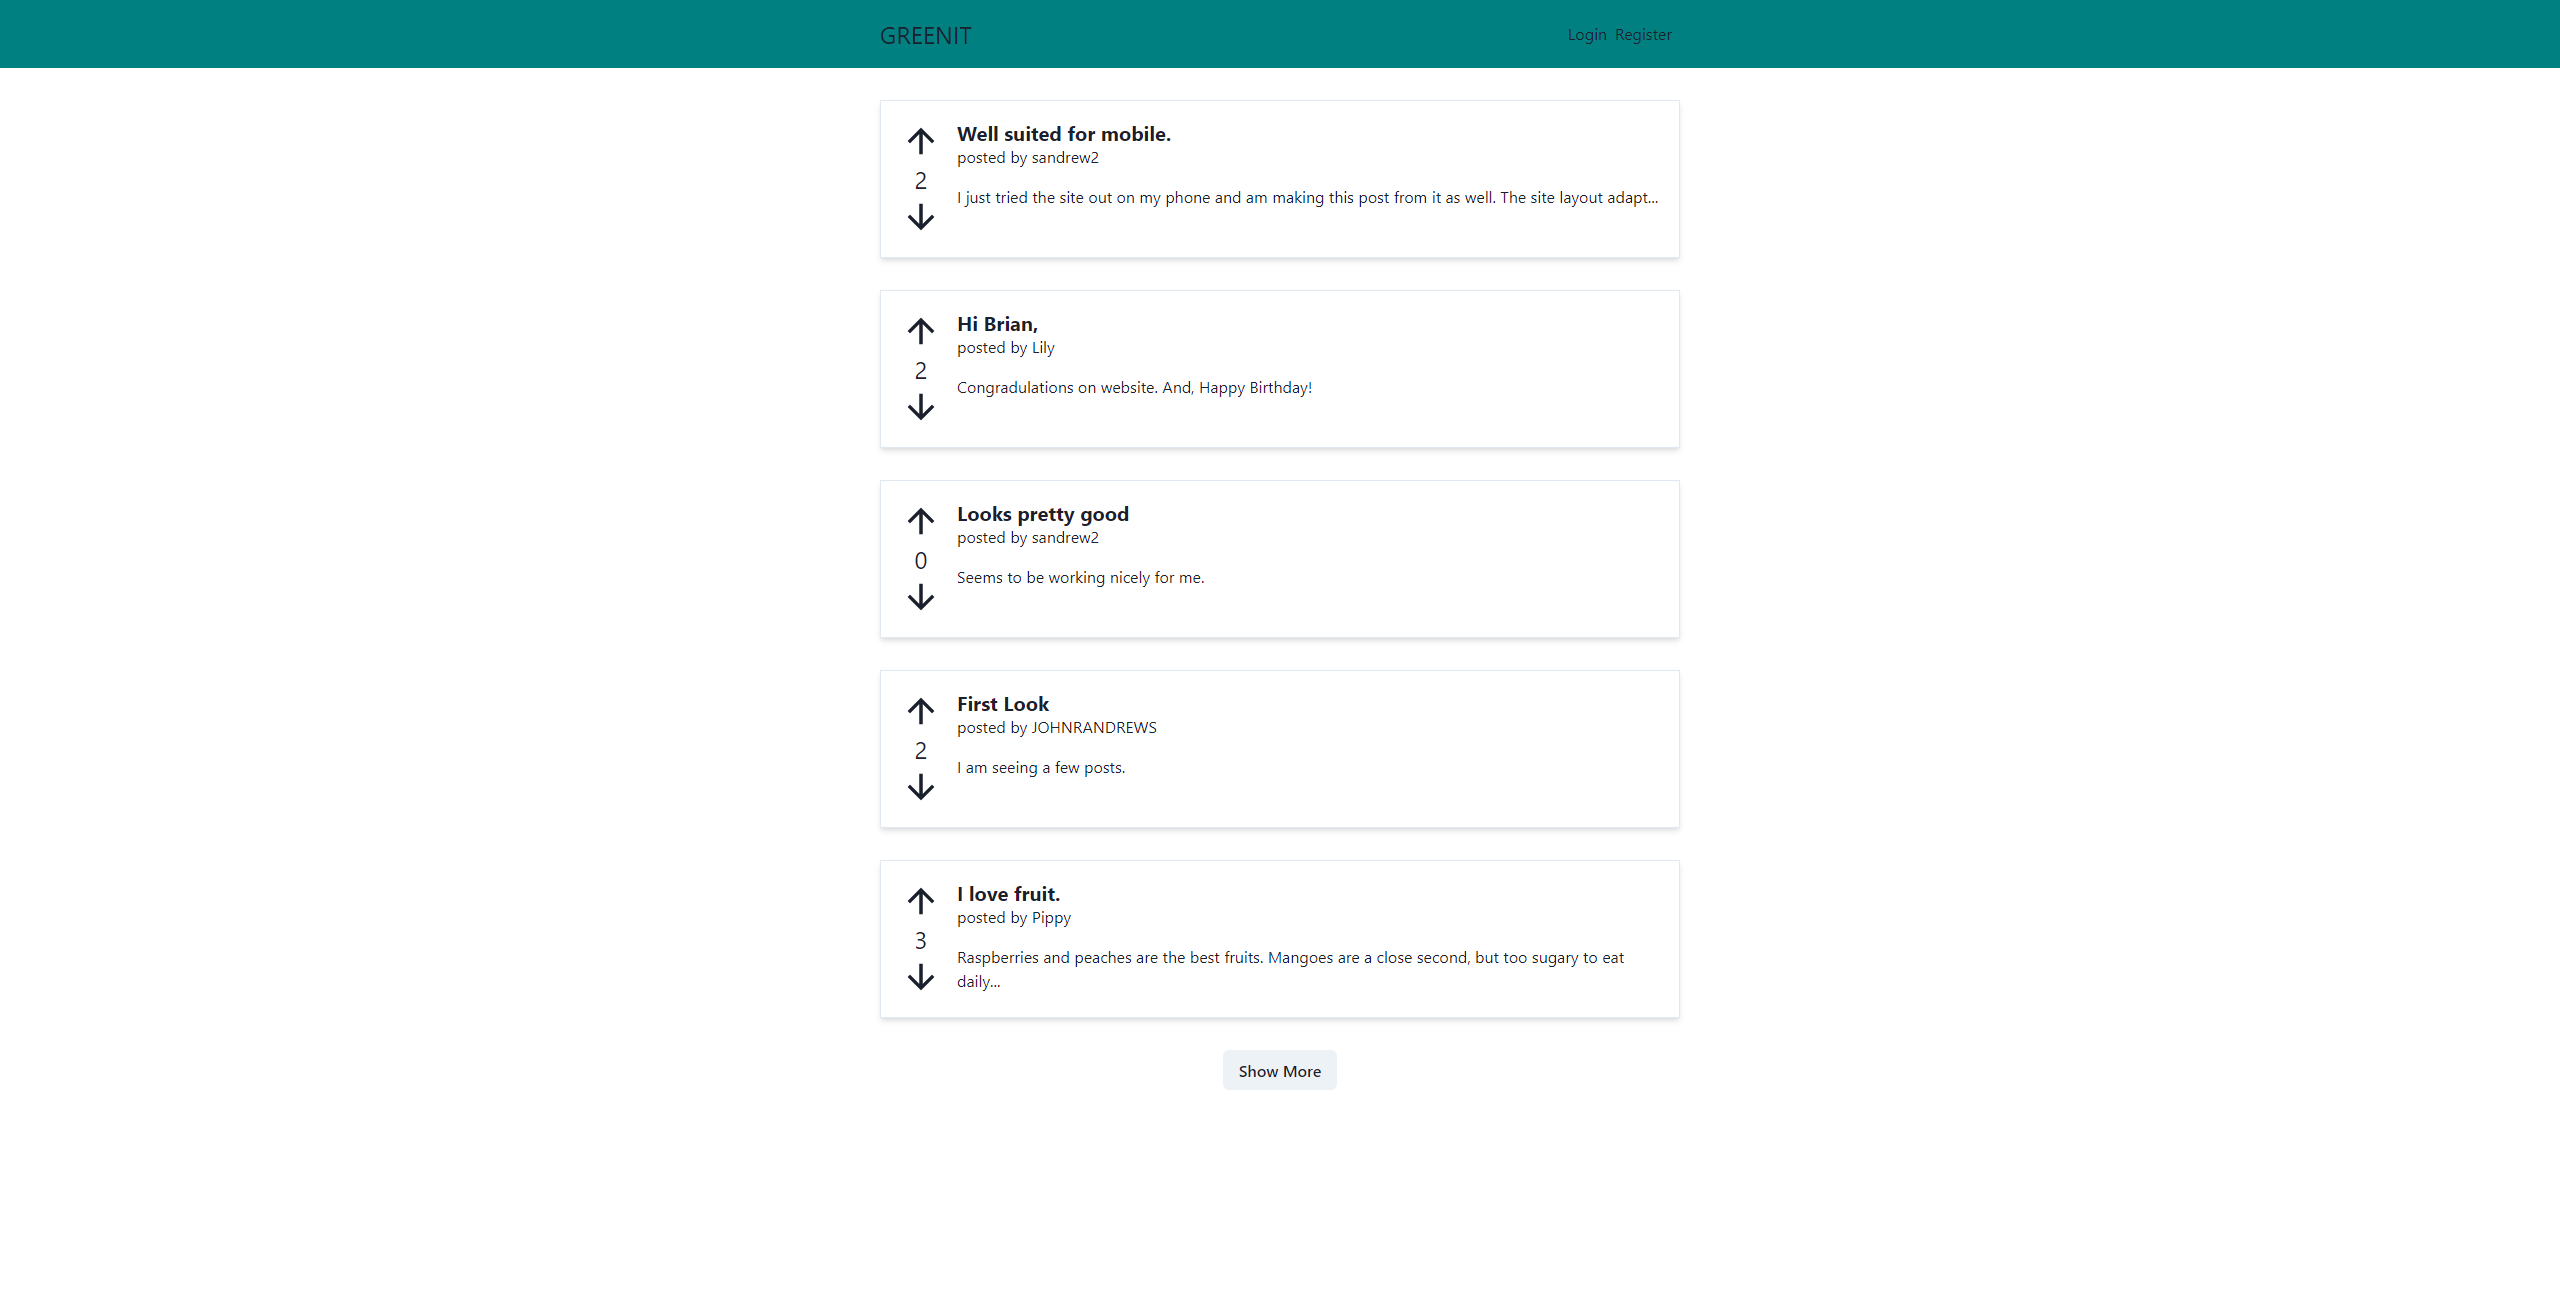 GREENIT
Login Register
Well suited for mobile.
posted by sandrew2
2
I just tried the site out on my phone and am making this post from it as well. The site layout adapt...
Hi Brian,
posted by Lily
2
Congradulations on website. And, Happy Birthday!
Looks pretty good
posted by sandrew2
0
Seems to be working nicely for me.
First Look
posted by JOHNRANDREWS
2
I am seeing a few posts.
I love fruit.
posted by Pippy
3
Raspberries and peaches are the best fruits. Mangoes are a close second, but too sugary to eat
daily...
Show More